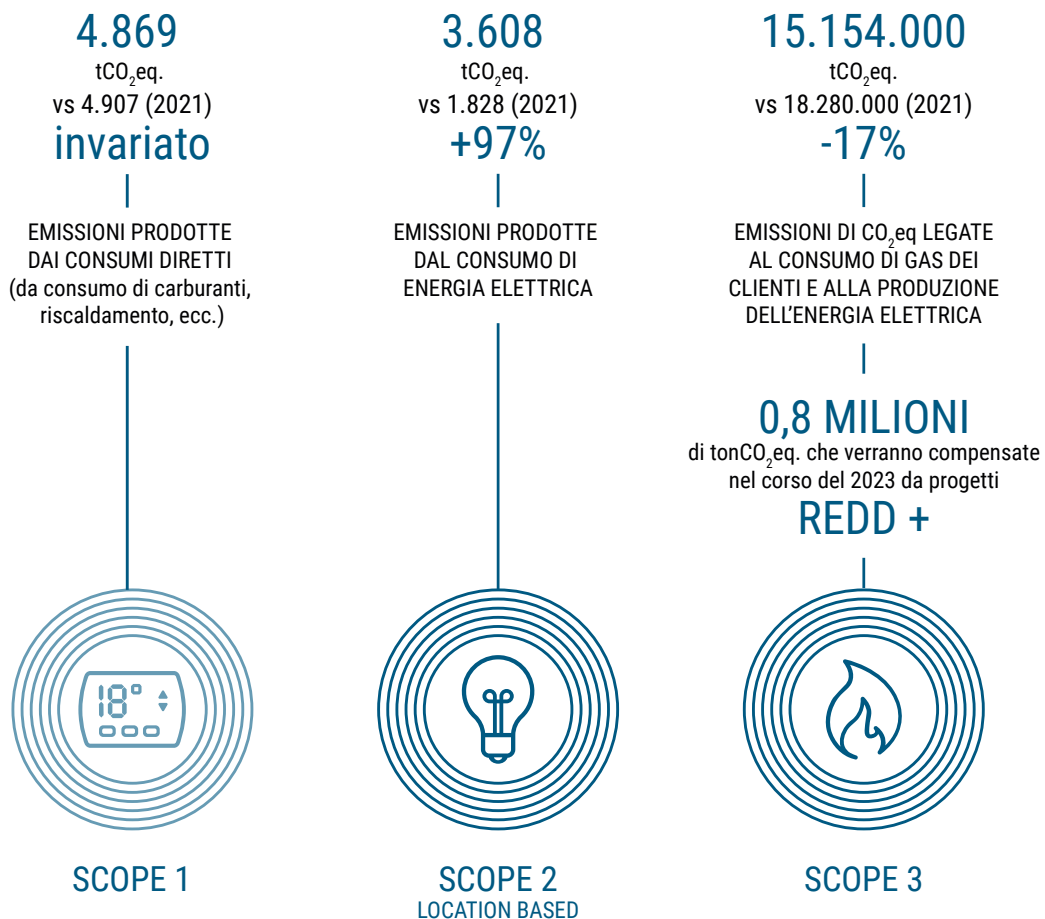 4.869
tCO₂eq.
vs 4.907 (2021)
invariato
EMISSIONI PRODOTTE
DAI CONSUMI DIRETTI
(da consumo di carburanti,
riscaldamento, ecc.)
18°
SCOPE 1
3.608
tCO₂eq.
vs 1.828 (2021)
+97%
EMISSIONI PRODOTTE
DAL CONSUMO DI
ENERGIA ELETTRICA
SCOPE 2
LOCATION BASED
15.154.000
tCO₂eq.
vs 18.280.000 (2021)
-17%
EMISSIONI DI CO₂eq LEGATE
AL CONSUMO DI GAS DEI
CLIENTI E ALLA PRODUZIONE
DELL'ENERGIA ELETTRICA
0,8 MILIONI
di tonCO₂eq. che verranno compensate
nel corso del 2023 da progetti
REDD +
SCOPE 3